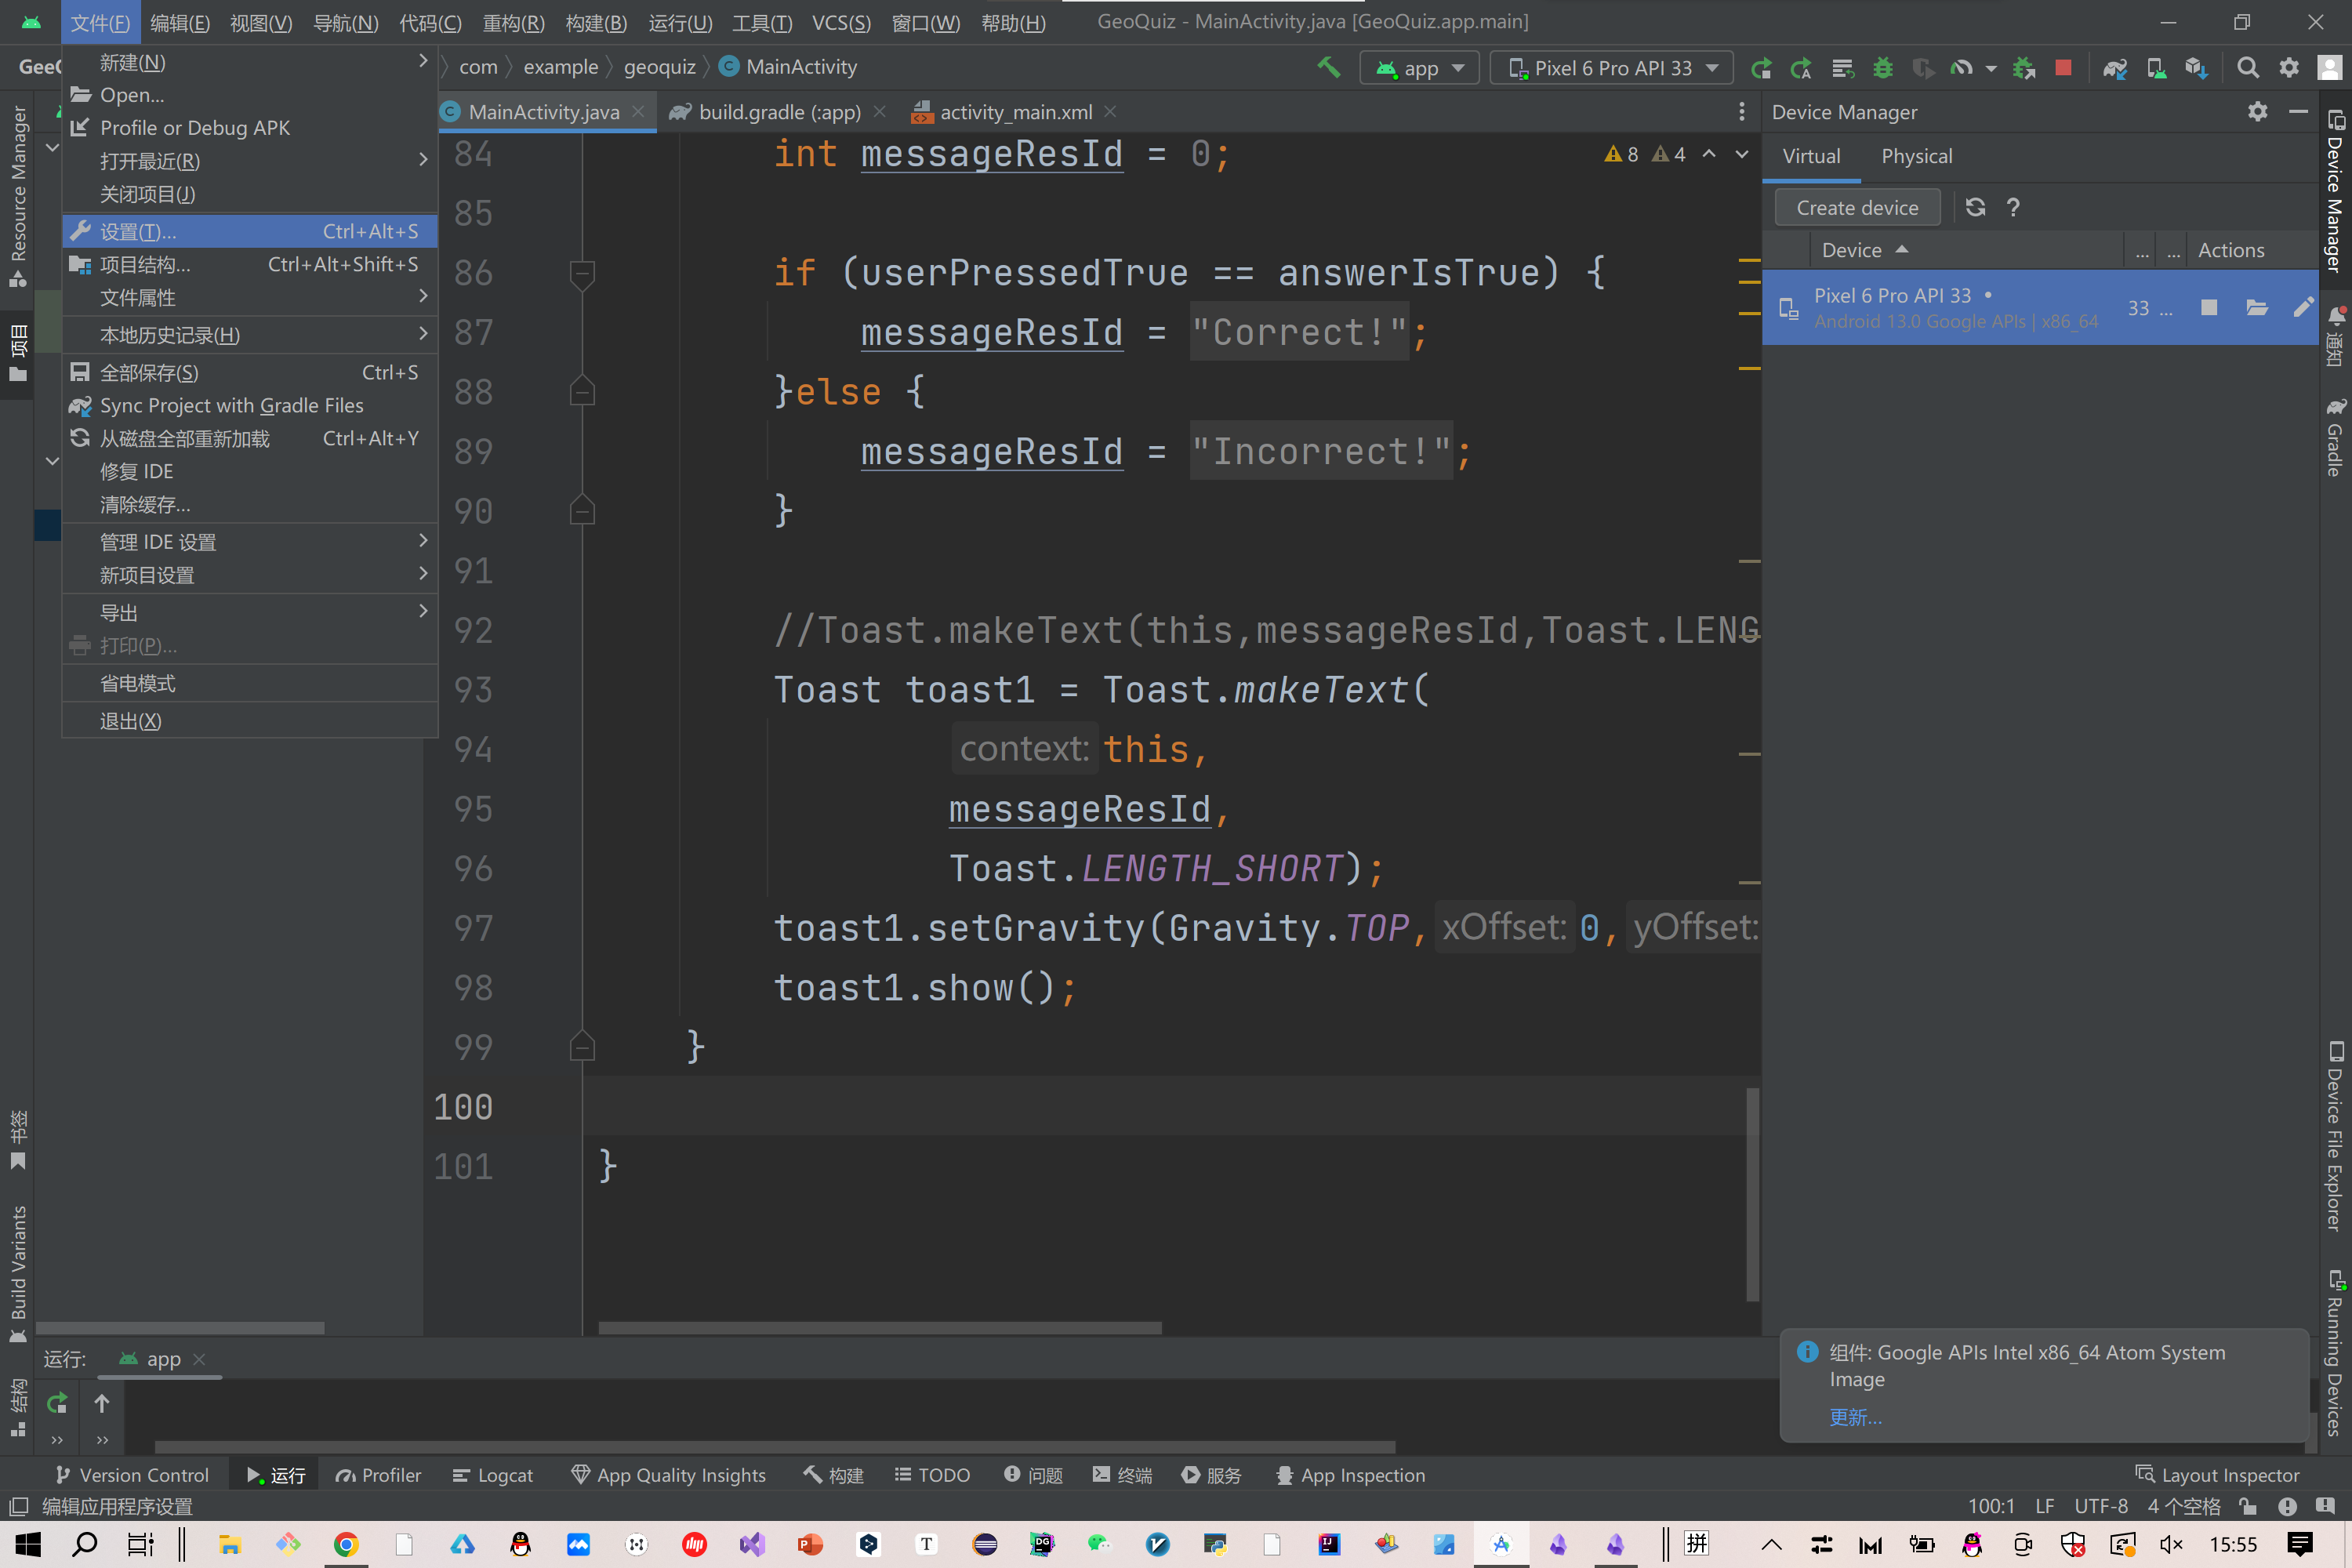 文件(F) 编辑(E) 视图(V) 导航(N) 代码(C) 重构(R) 构建(B) 运行(U) 工具(T) VCS(S) 窗口(W) 帮助(H) GeoQuiz - MainActivity.java [GeoQuiz.app.main]
com example geoquiz MainActivity app Pixel 6 Pro API 33
新建(N)
Open...
Profile or Debug APK
打开最近(R)
关闭项目(J)
设置(T)... Ctrl+Alt+S
项目结构... Ctrl+Alt+Shift+S
文件属性
本地历史记录(H)
全部保存(S) Ctrl+S
Sync Project with Gradle Files
从磁盘全部重新加载 Ctrl+Alt+Y
修复 IDE
清除缓存...
管理 IDE 设置
新项目设置
导出
打印(P)...
省电模式
退出(X)
Resource Manager
项目
书签
Build Variants
结构
MainActivity.java build.gradle (:app) activity_main.xml
8 4
84 int messageResId = 0;
85
86 if (userPressedTrue == answerIsTrue) {
87 messageResId = "Correct!";
88 }else {
89 messageResId = "Incorrect!";
90 }
91
92 //Toast.makeText(this,messageResId,Toast.LENG
93 Toast toast1 = Toast.makeText(
94 context: this,
95 messageResId,
96 Toast.LENGTH_SHORT);
97 toast1.setGravity(Gravity.TOP, xOffset: 0, yOffset:
98 toast1.show();
99 }
100
101 }
Device Manager
Virtual Physical
Create device ?
Device ... ... Actions
Pixel 6 Pro API 33 33 ...
Android 13.0 Google APIs | x86_64
Device Manager
通知
Gradle
Device File Explorer
Running Devices
组件: Google APIs Intel x86_64 Atom System
Image
更新...
运行: app
Version Control 运行 Profiler Logcat App Quality Insights 构建 TODO 问题 终端 服务 App Inspection Layout Inspector
编辑应用程序设置 100:1 LF UTF-8 4 个空格
拼 15:55